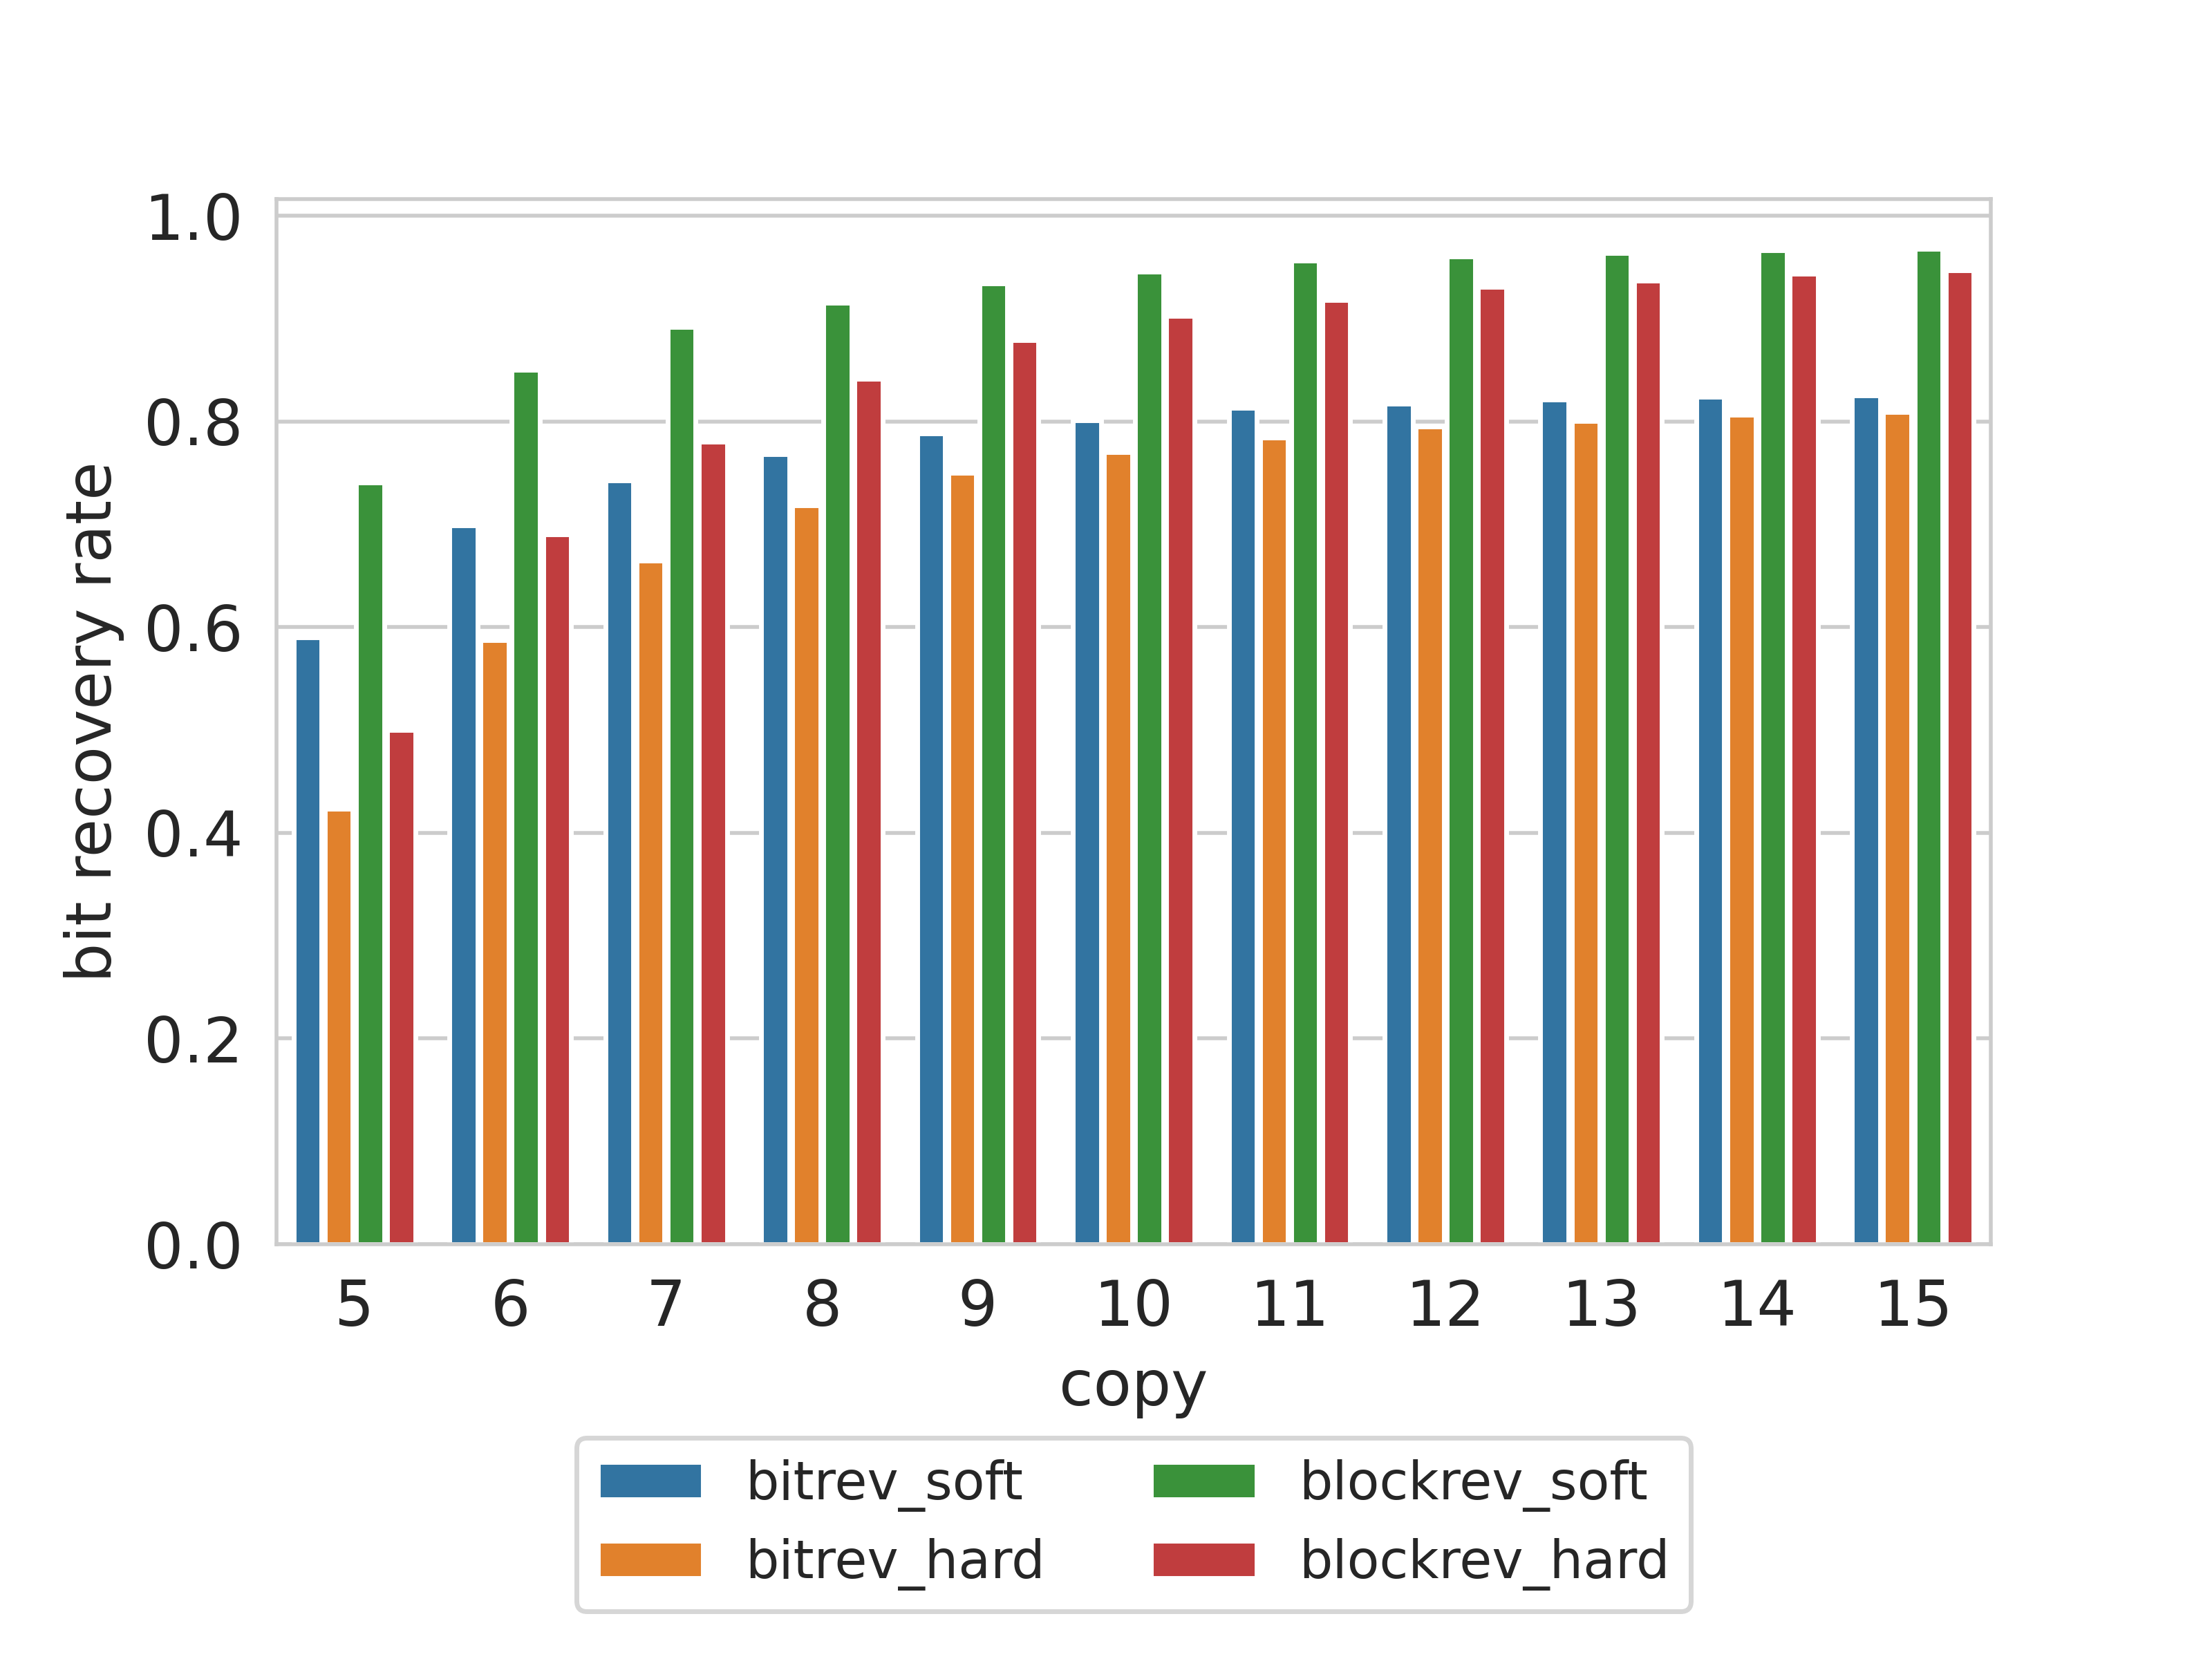 1.0
0.8
0.6
0.4
0.2
0.0
bit recovery rate
5 6 7 8 9 10 11 12 13 14 15
copy
bitrev_soft blockrev_soft
bitrev_hard blockrev_hard